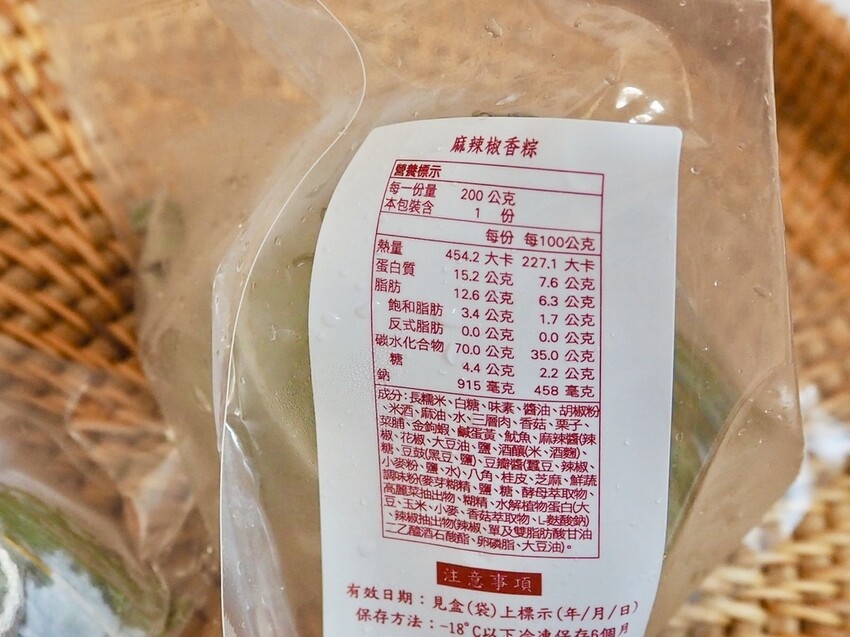 麻辣椒香粽
營養標示
每一份量 200 公克
本包裝含 1 份
每份 每100公克
熱量 454.2 大卡 227.1 大卡
蛋白質 15.2 公克 7.6 公克
脂肪 12.6 公克 6.3 公克
飽和脂肪 3.4 公克 1.7 公克
反式脂肪 0.0 公克 0.0 公克
碳水化合物 70.0 公克 35.0 公克
糖 4.4 公克 2.2 公克
鈉 915 毫克 458 毫克
成分:長糯米、白糖、味素、醬油、胡椒粉
、米酒、麻油、水、三層肉、香菇、栗子、
菜脯、金鉤蝦、鹹蛋黃、魷魚、麻辣醬(辣
椒、花椒、大豆油、鹽、酒釀(米、酒麴)、
糖、豆豉(黑豆、鹽)、豆瓣醬(蠶豆、辣椒、
小麥粉、鹽、水)、八角、桂皮、芝麻、鮮蔬
調味粉(麥芽糊精、鹽、糖、酵母萃取物、
高麗菜抽出物、糊精、水解植物蛋白(大
豆、玉米、小麥、香菇萃取物、L-麩酸鈉)
、辣椒抽出物(辣椒、單及雙脂肪酸甘油
二乙醯酒石酸酯、卵磷脂、大豆油)。
注意事項
有效日期:見盒(袋)上標示(年/月/日)
保存方法:-18°C以下冷凍保存6個月